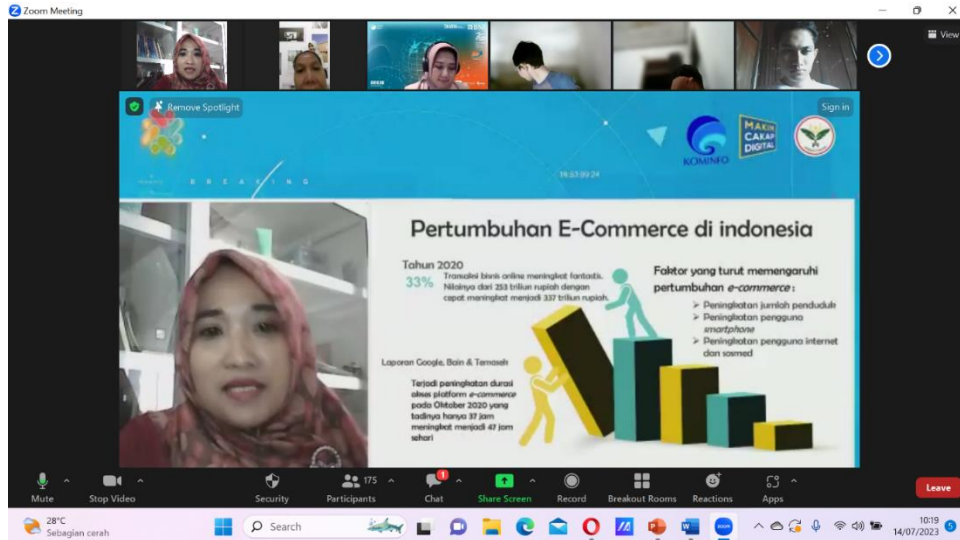 Zoom Meeting
View
Remove Spotlight
Sign in
KOMINFO
MAKIN
CAKAP
DIGITAL
BREAKING
Pertumbuhan E-Commerce di indonesia
Tahun 2020
33%
Transaksi bisnis online meningkat fantastis.
Nilainya dari 253 triliun rupiah dengan
cepat meningkat menjadi 337 triliun rupiah.
Laporan Google, Bain & Temasek
Terjadi peningkatan durasi
akses platform e-commerce
pada Oktober 2020 yang
tadinya hanya 37 jam
meningkat menjadi 47 jam
sehari
Faktor yang turut memengaruhi
pertumbuhan e-commerce :
➢ Peningkatan jumlah penduduk
➢ Peningkatan pengguna
smartphone
➢ Peningkatan pengguna internet
dan sosmed
175
1
Mute
Stop Video
Security
Participants
Chat
Share Screen
Record
Breakout Rooms
Reactions
Apps
Leave
28°C
Sebagian cerah
Search
zoom
10:19
14/07/2023
5